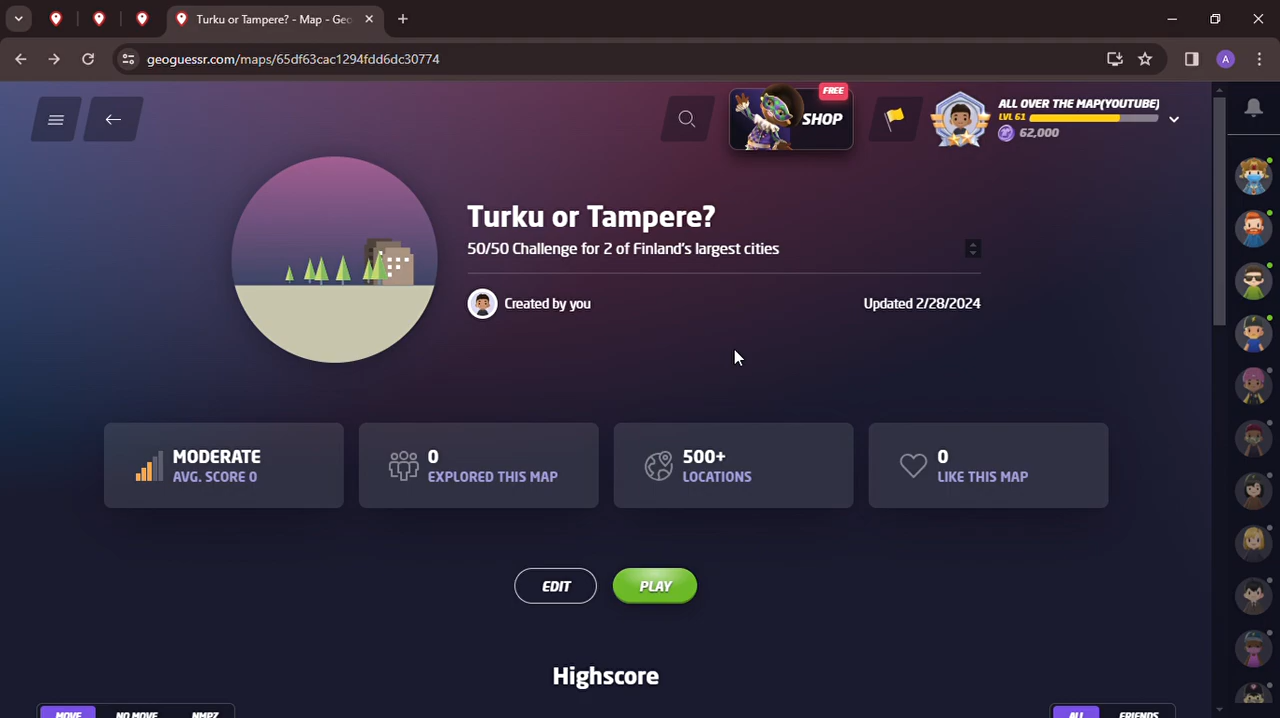 Turku or Tampere? - Map - Geo
geoguessr.com/maps/65df63cac1294fdd6dc30774
A
FREE
SHOP
ALL OVER THE MAP(YOUTUBE)
LVL 61
62,000
Turku or Tampere?
50/50 Challenge for 2 of Finland's largest cities
Created by you
Updated 2/28/2024
MODERATE
AVG. SCORE 0
0
EXPLORED THIS MAP
500+
LOCATIONS
0
LIKE THIS MAP
EDIT
PLAY
Highscore
MOVE NO MOVE NMPZ
ALL FRIENDS